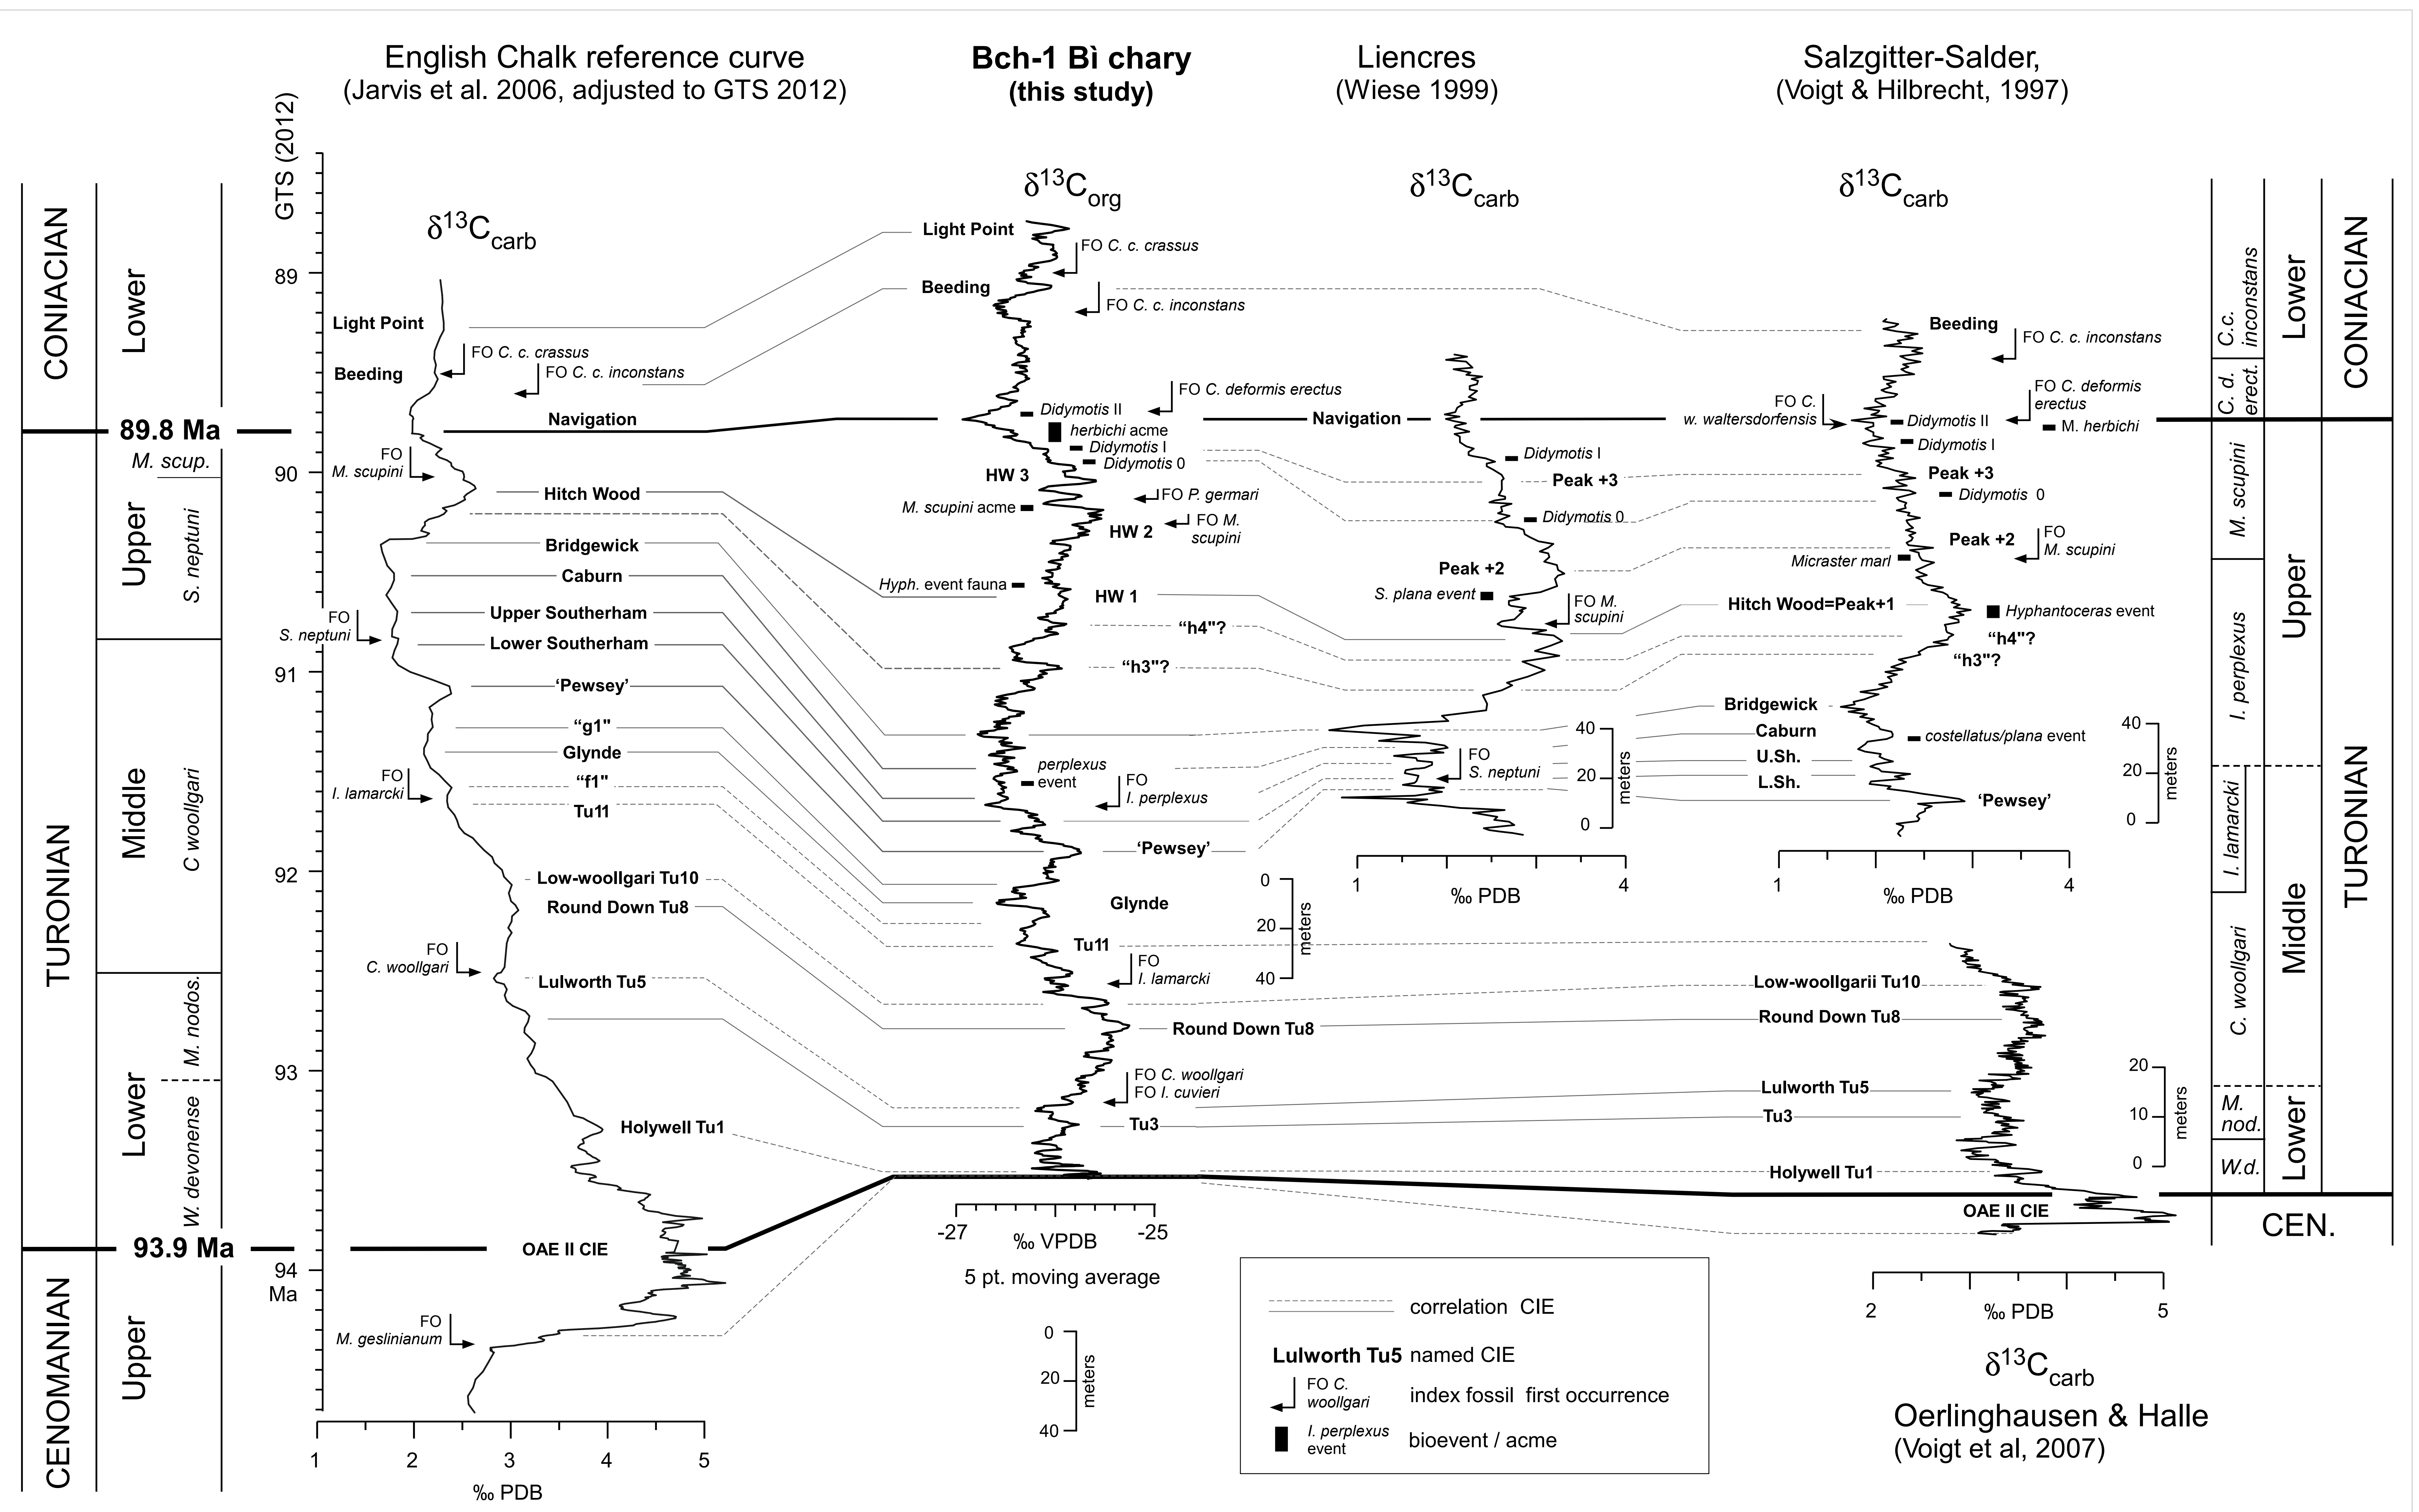 English Chalk reference curve
(Jarvis et al. 2006, adjusted to GTS 2012)
Bch-1 Bì chary
(this study)
Liencres
(Wiese 1999)
Salzgitter-Salder,
(Voigt & Hilbrecht, 1997)
CONIACIAN
TURONIAN
CENOMANIAN
Lower
Upper
Middle
Lower
Upper
89.8 Ma
93.9 Ma
M. scup.
S. neptuni
C woollgari
M. nodos.
W. devonense
GTS (2012)
89
90
91
92
93
94
Ma
δ13Ccarb
Light Point
Beeding
FO C. c. crassus
FO C. c. inconstans
Navigation
FO
M. scupini
Hitch Wood
Bridgewick
Caburn
Upper Southerham
Lower Southerham
FO
S. neptuni
‘Pewsey’
“g1"
Glynde
“f1"
Tu11
FO
I. lamarcki
Low-woollgari Tu10
Round Down Tu8
FO
C. woollgari
Lulworth Tu5
Holywell Tu1
OAE II CIE
FO
M. geslinianum
1
2
3
4
5
‰ PDB
δ13Corg
Light Point
FO C. c. crassus
Beeding
FO C. c. inconstans
FO C. deformis erectus
Didymotis II
herbichi acme
Didymotis I
Didymotis 0
HW 3
FO P. germari
M. scupini acme
FO M.
scupini
HW 2
Hyph. event fauna
HW 1
“h4"?
“h3"?
perplexus
event
FO
I. perplexus
‘Pewsey’
Glynde
Tu11
FO
I. lamarcki
Round Down Tu8
FO C. woollgari
FO I. cuvieri
Tu3
-27
-25
‰ VPDB
5 pt. moving average
0
20
40
meters
0
20
40
meters
δ13Ccarb
Navigation
Didymotis I
Peak +3
Didymotis 0
Peak +2
S. plana event
FO M.
scupini
FO
S. neptuni
40
20
0
meters
1
4
‰ PDB
δ13Ccarb
Beeding
FO C. c. inconstans
FO C.
w. waltersdorfensis
FO C. deformis
erectus
Didymotis II
M. herbichi
Didymotis I
Peak +3
Didymotis 0
Peak +2
FO
M. scupini
Micraster marl
Hitch Wood=Peak+1
Hyphantoceras event
“h4"?
“h3"?
Bridgewick
Caburn
costellatus/plana event
U.Sh.
L.Sh.
‘Pewsey’
40
20
0
meters
1
4
‰ PDB
Low-woollgarii Tu10
Round Down Tu8
Lulworth Tu5
Tu3
Holywell Tu1
OAE II CIE
20
10
0
meters
2
5
‰ PDB
δ13Ccarb
Oerlinghausen & Halle
(Voigt et al, 2007)
C.c.
inconstans
C. d.
erect.
M. scupini
I. perplexus
I. lamarcki
C. woollgari
M.
nod.
W.d.
Lower
Upper
Middle
Lower
CONIACIAN
TURONIAN
CEN.
correlation CIE
Lulworth Tu5 named CIE
FO C.
woollgari
index fossil first occurrence
I. perplexus
event
bioevent / acme